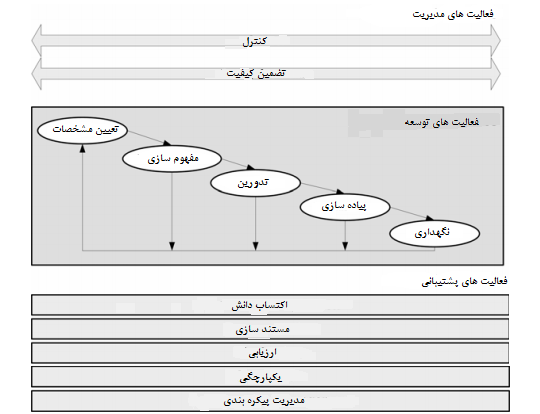 فعالیت های مدیریت
کنترل
تضمین کیفیت
فعالیت های توسعه
تعیین مشخصات
مفهوم سازی
تدورین
پیاده سازی
نگهداری
فعالیت های پشتیبانی
اکتساب دانش
مستند سازی
ارزیابی
یکپارچگی
مدیریت پیکره بندی